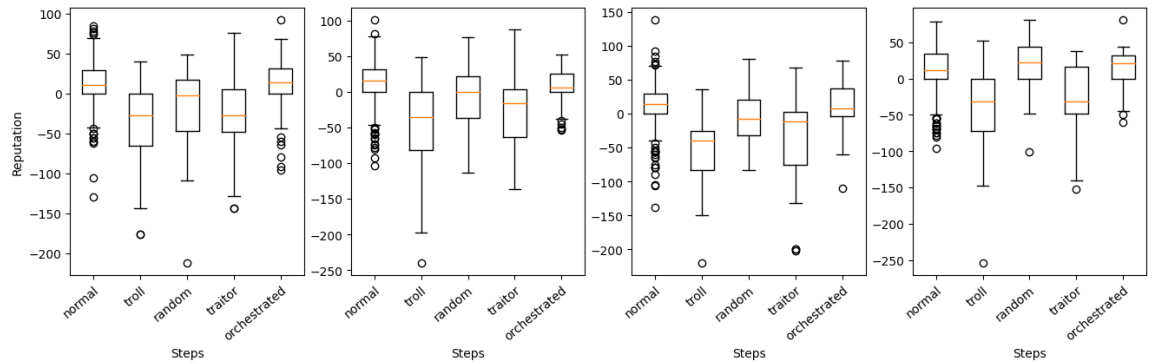 Reputation
100
50
0
−50
−100
−150
−200
normal
troll
random
traitor
orchestrated
Steps
100
50
0
−50
−100
−150
−200
−250
normal
troll
random
traitor
orchestrated
Steps
150
100
50
0
−50
−100
−150
−200
normal
troll
random
traitor
orchestrated
Steps
50
0
−50
−100
−150
−200
−250
normal
troll
random
traitor
orchestrated
Steps